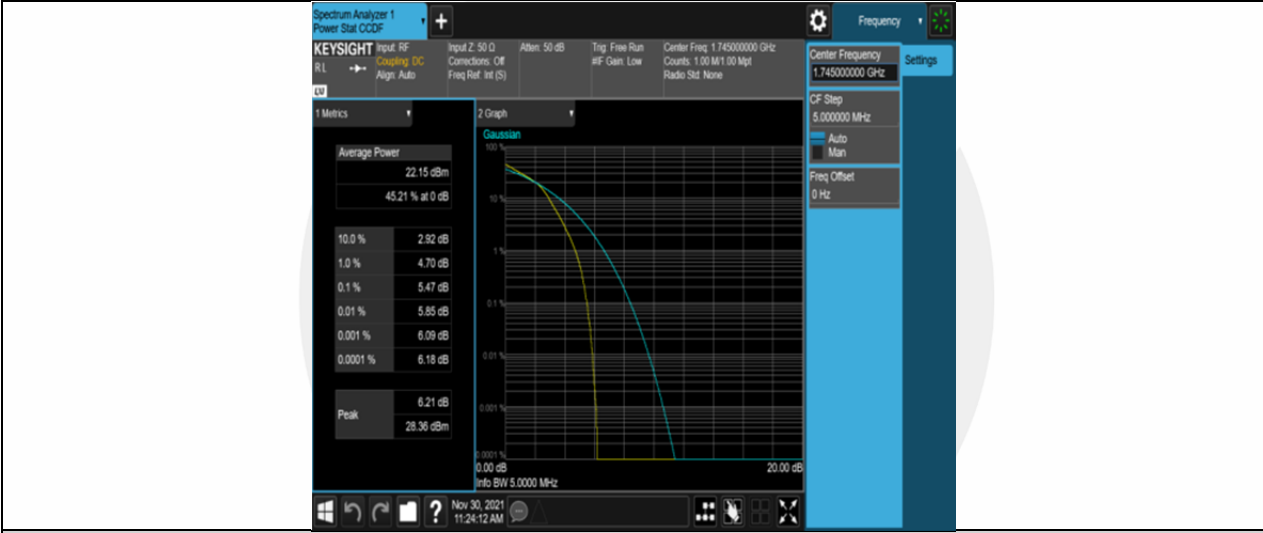 Spectrum Analyzer 1
Power Stat CCDF
+
Frequency
KEYSIGHT
RL
LV
Input: RF
Coupling: DC
Align: Auto
Input Z: 50 Ω
Corrections: Off
Freq Ref: Int (S)
Atten: 50 dB
Trig: Free Run
#IF Gain: Low
Center Freq: 1.745000000 GHz
Counts: 1.00 M/1.00 Mpt
Radio Std: None
Center Frequency
1.745000000 GHz
Settings
CF Step
5.000000 MHz
Auto
Man
Freq Offset
0 Hz
1 Metrics
Average Power
22.15 dBm
45.21 % at 0 dB
10.0 % 2.92 dB
1.0 % 4.70 dB
0.1 % 5.47 dB
0.01 % 5.85 dB
0.001 % 6.09 dB
0.0001 % 6.18 dB
Peak
6.21 dB
28.36 dBm
2 Graph
Gaussian
100 %
10 %
1 %
0.1 %
0.01 %
0.001 %
0.0001 %
0.00 dB 20.00 dB
Info BW 5.0000 MHz
?
Nov 30, 2021
11:24:12 AM